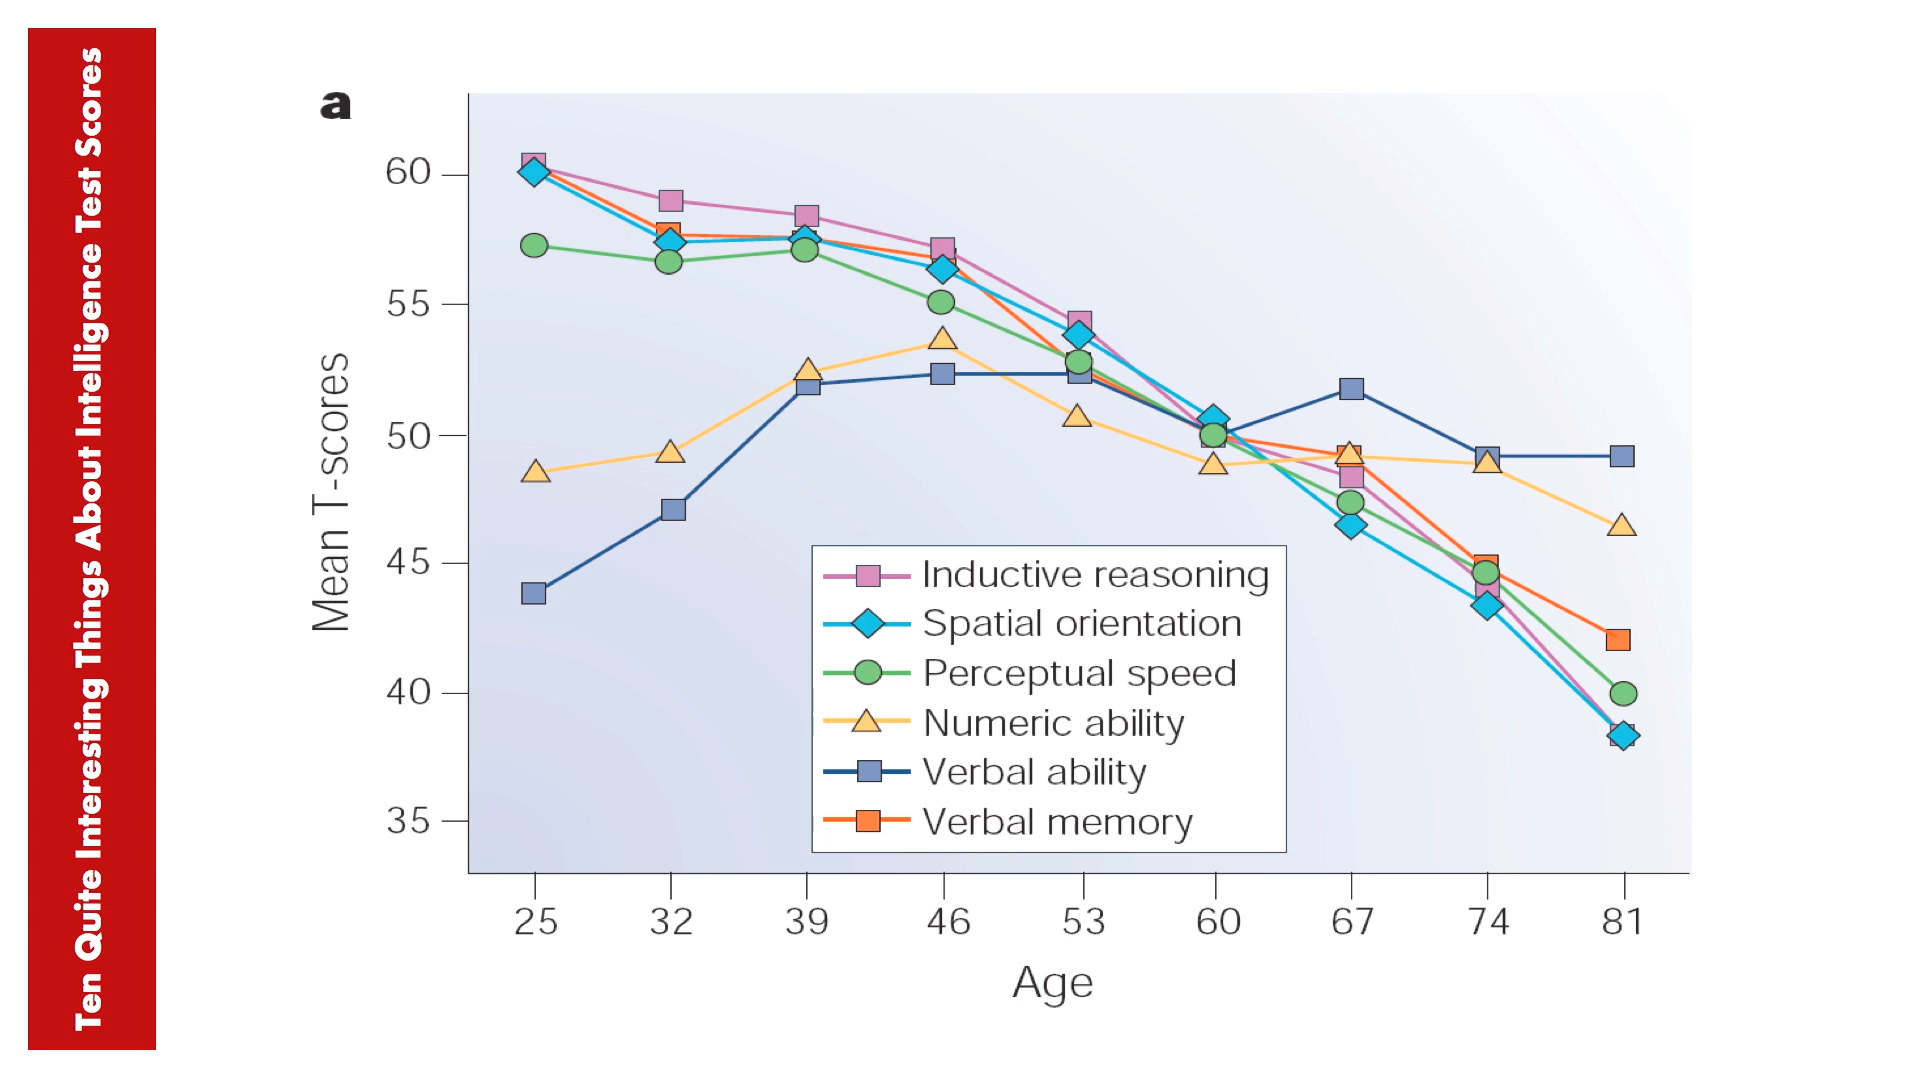 Ten Quite Interesting Things About Intelligence Test Scores
a
60
55
50
45
40
35
Mean T-scores
Inductive reasoning
Spatial orientation
Perceptual speed
Numeric ability
Verbal ability
Verbal memory
25 32 39 46 53 60 67 74 81
Age